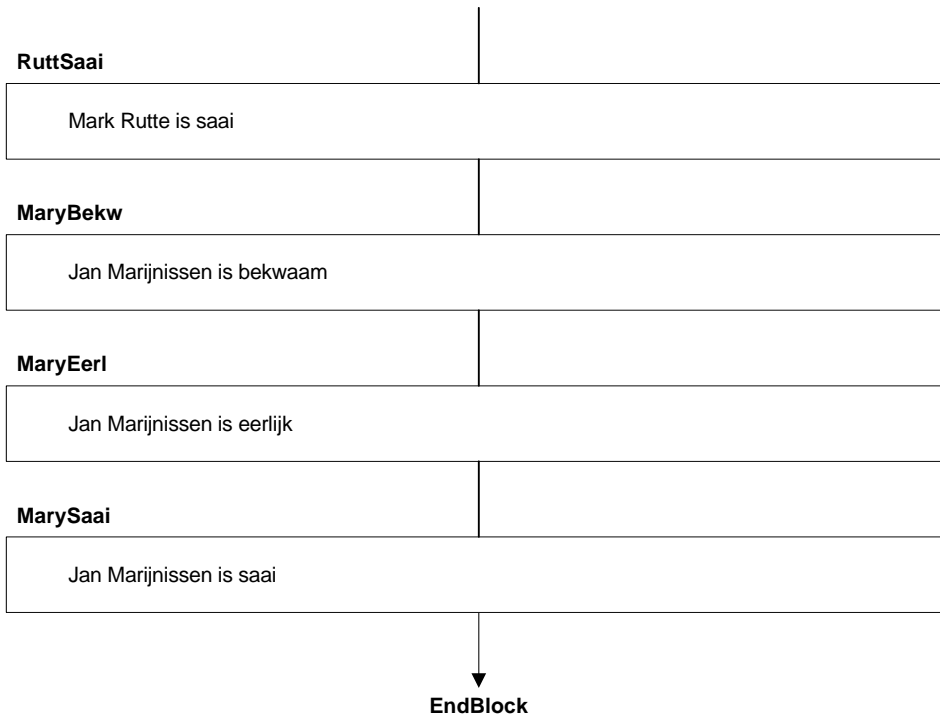 RuttSaai
Mark Rutte is saai
MaryBekw
Jan Marijnissen is bekwaam
MaryEerl
Jan Marijnissen is eerlijk
MarySaai
Jan Marijnissen is saai
EndBlock